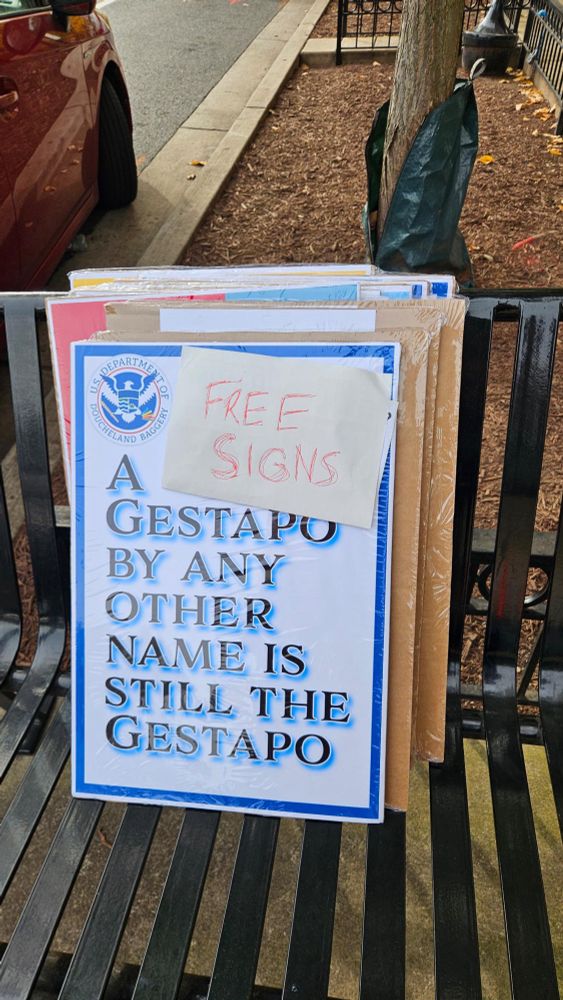 U.S. DEPARTMENT OF
DOUCHELAND BAGGERY
FREE
SIGNS
A
GESTAPO
BY ANY
OTHER
NAME IS
STILL THE
GESTAPO